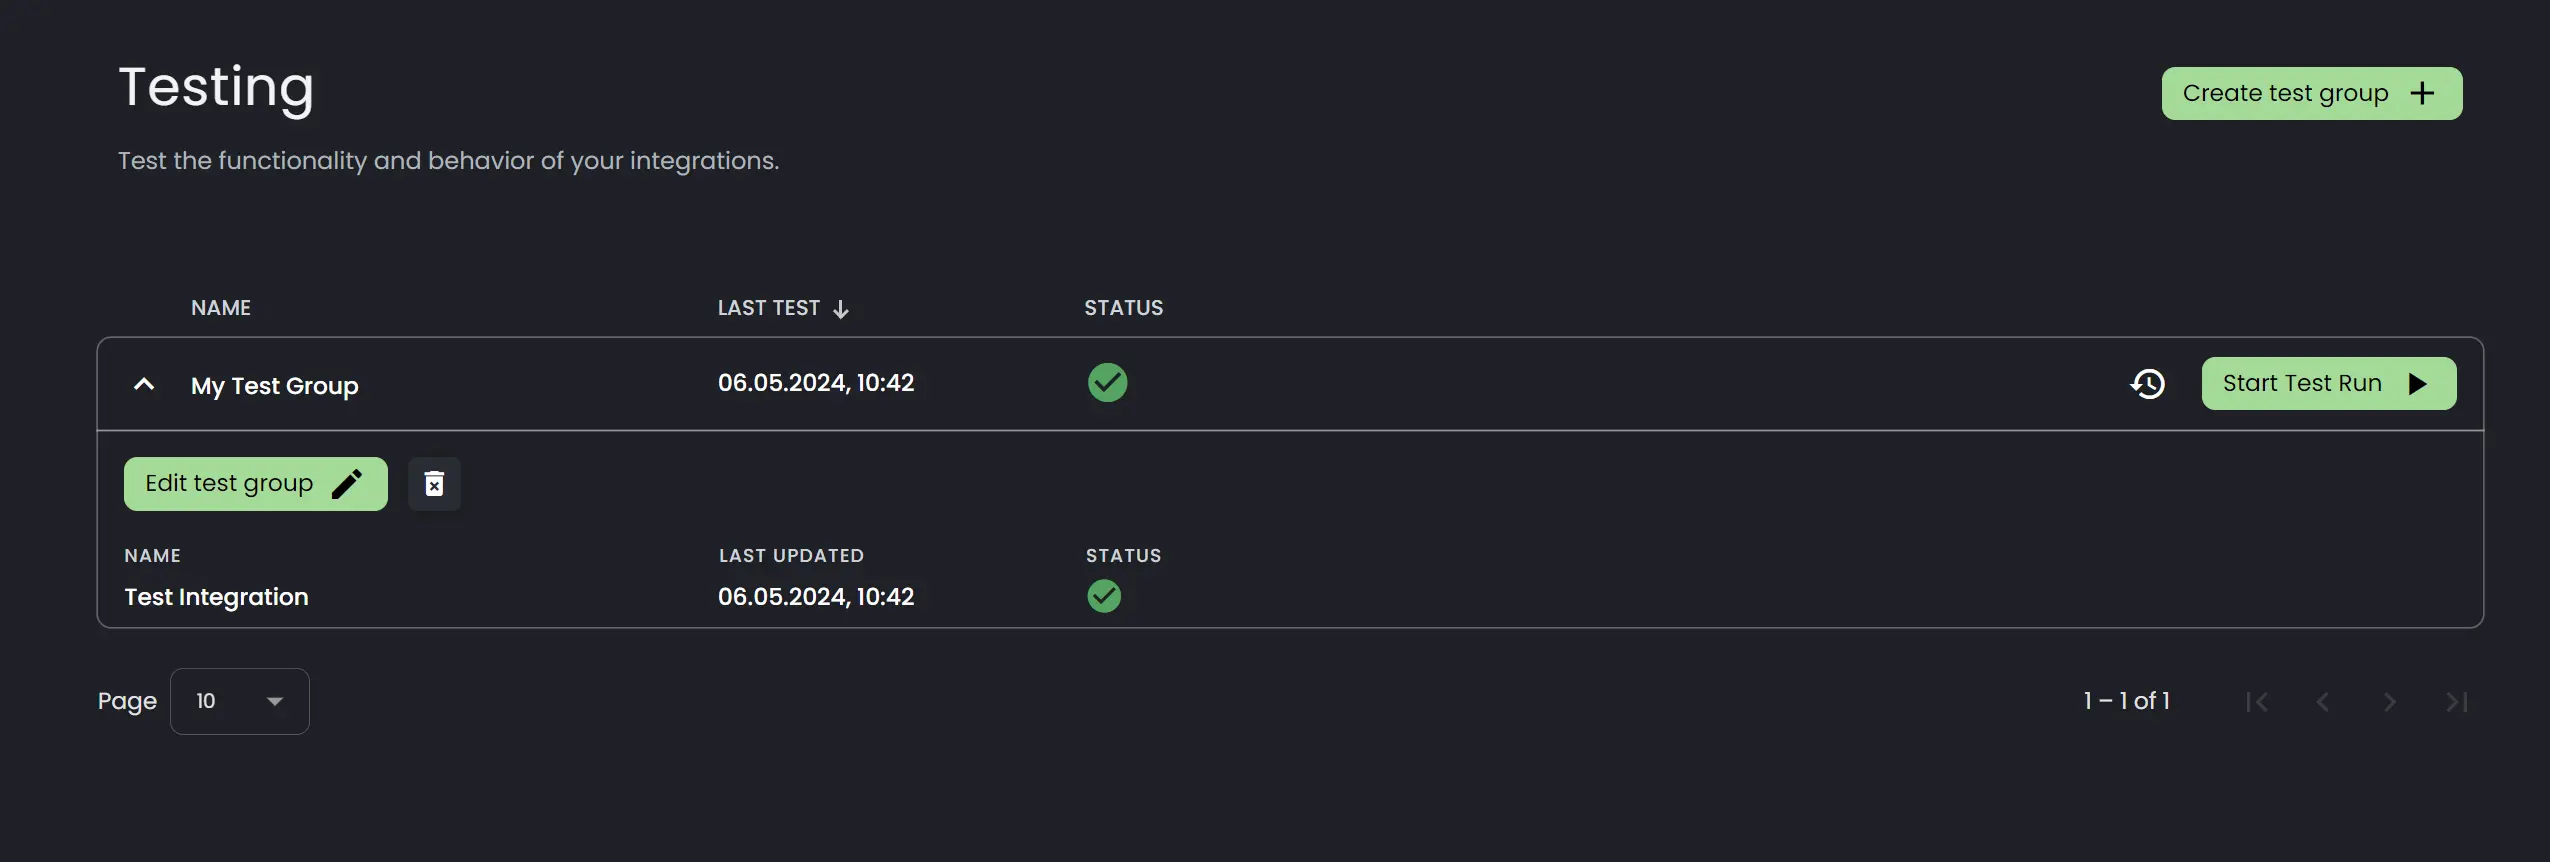 Testing
Create test group
Test the functionality and behavior of your integrations.
NAME LAST TEST STATUS
My Test Group 06.05.2024, 10:42 Start Test Run
Edit test group
NAME LAST UPDATED STATUS
Test Integration 06.05.2024, 10:42
Page 10 1 – 1 of 1